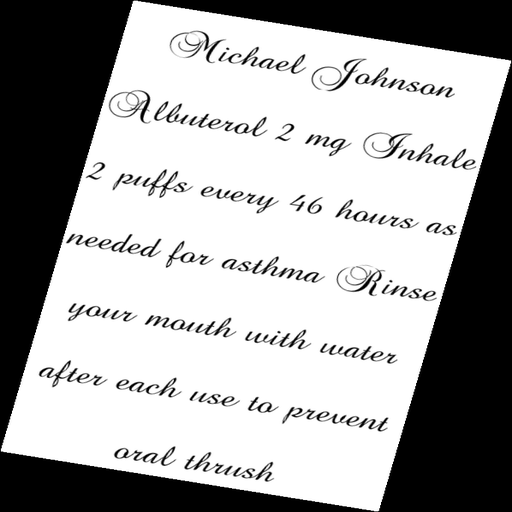 Michael Johnson
Albuterol 2 mg Inhale
2 puffs every 46 hours as
needed for asthma Rinse
your mouth with water
after each use to prevent
oral thrush